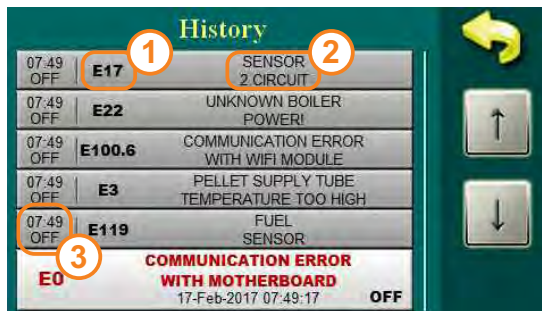 History
1
2
07:49
OFF
E17
SENSOR
2 CIRCUIT
07:49
OFF
E22
UNKNOWN BOILER
POWER!
07:49
OFF
E100.6
COMMUNICATION ERROR
WITH WIFI MODULE
07:49
OFF
E3
PELLET SUPPLY TUBE
TEMPERATURE TOO HIGH
07:49
OFF
E119
FUEL
SENSOR
3
E0
COMMUNICATION ERROR
WITH MOTHERBOARD
17-Feb-2017 07:49:17 OFF